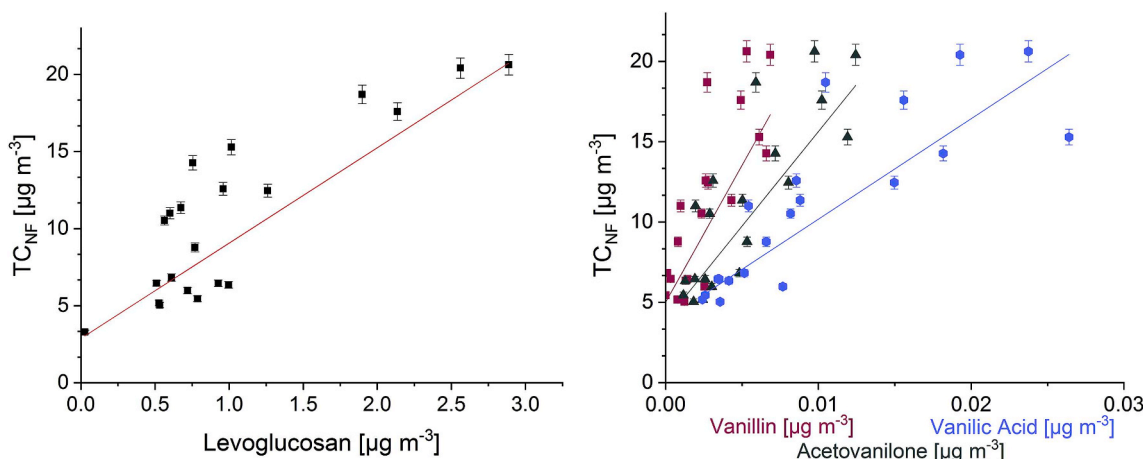 TC_NF [µg m⁻³]
20
15
10
5
0
0.0 0.5 1.0 1.5 2.0 2.5 3.0
Levoglucosan [µg m⁻³]
TC_NF [µg m⁻³]
20
15
10
5
0
0.00 0.01 0.02 0.03
Vanillin [µg m⁻³] Vanilic Acid [µg m⁻³]
Acetovanilone [µg m⁻³]